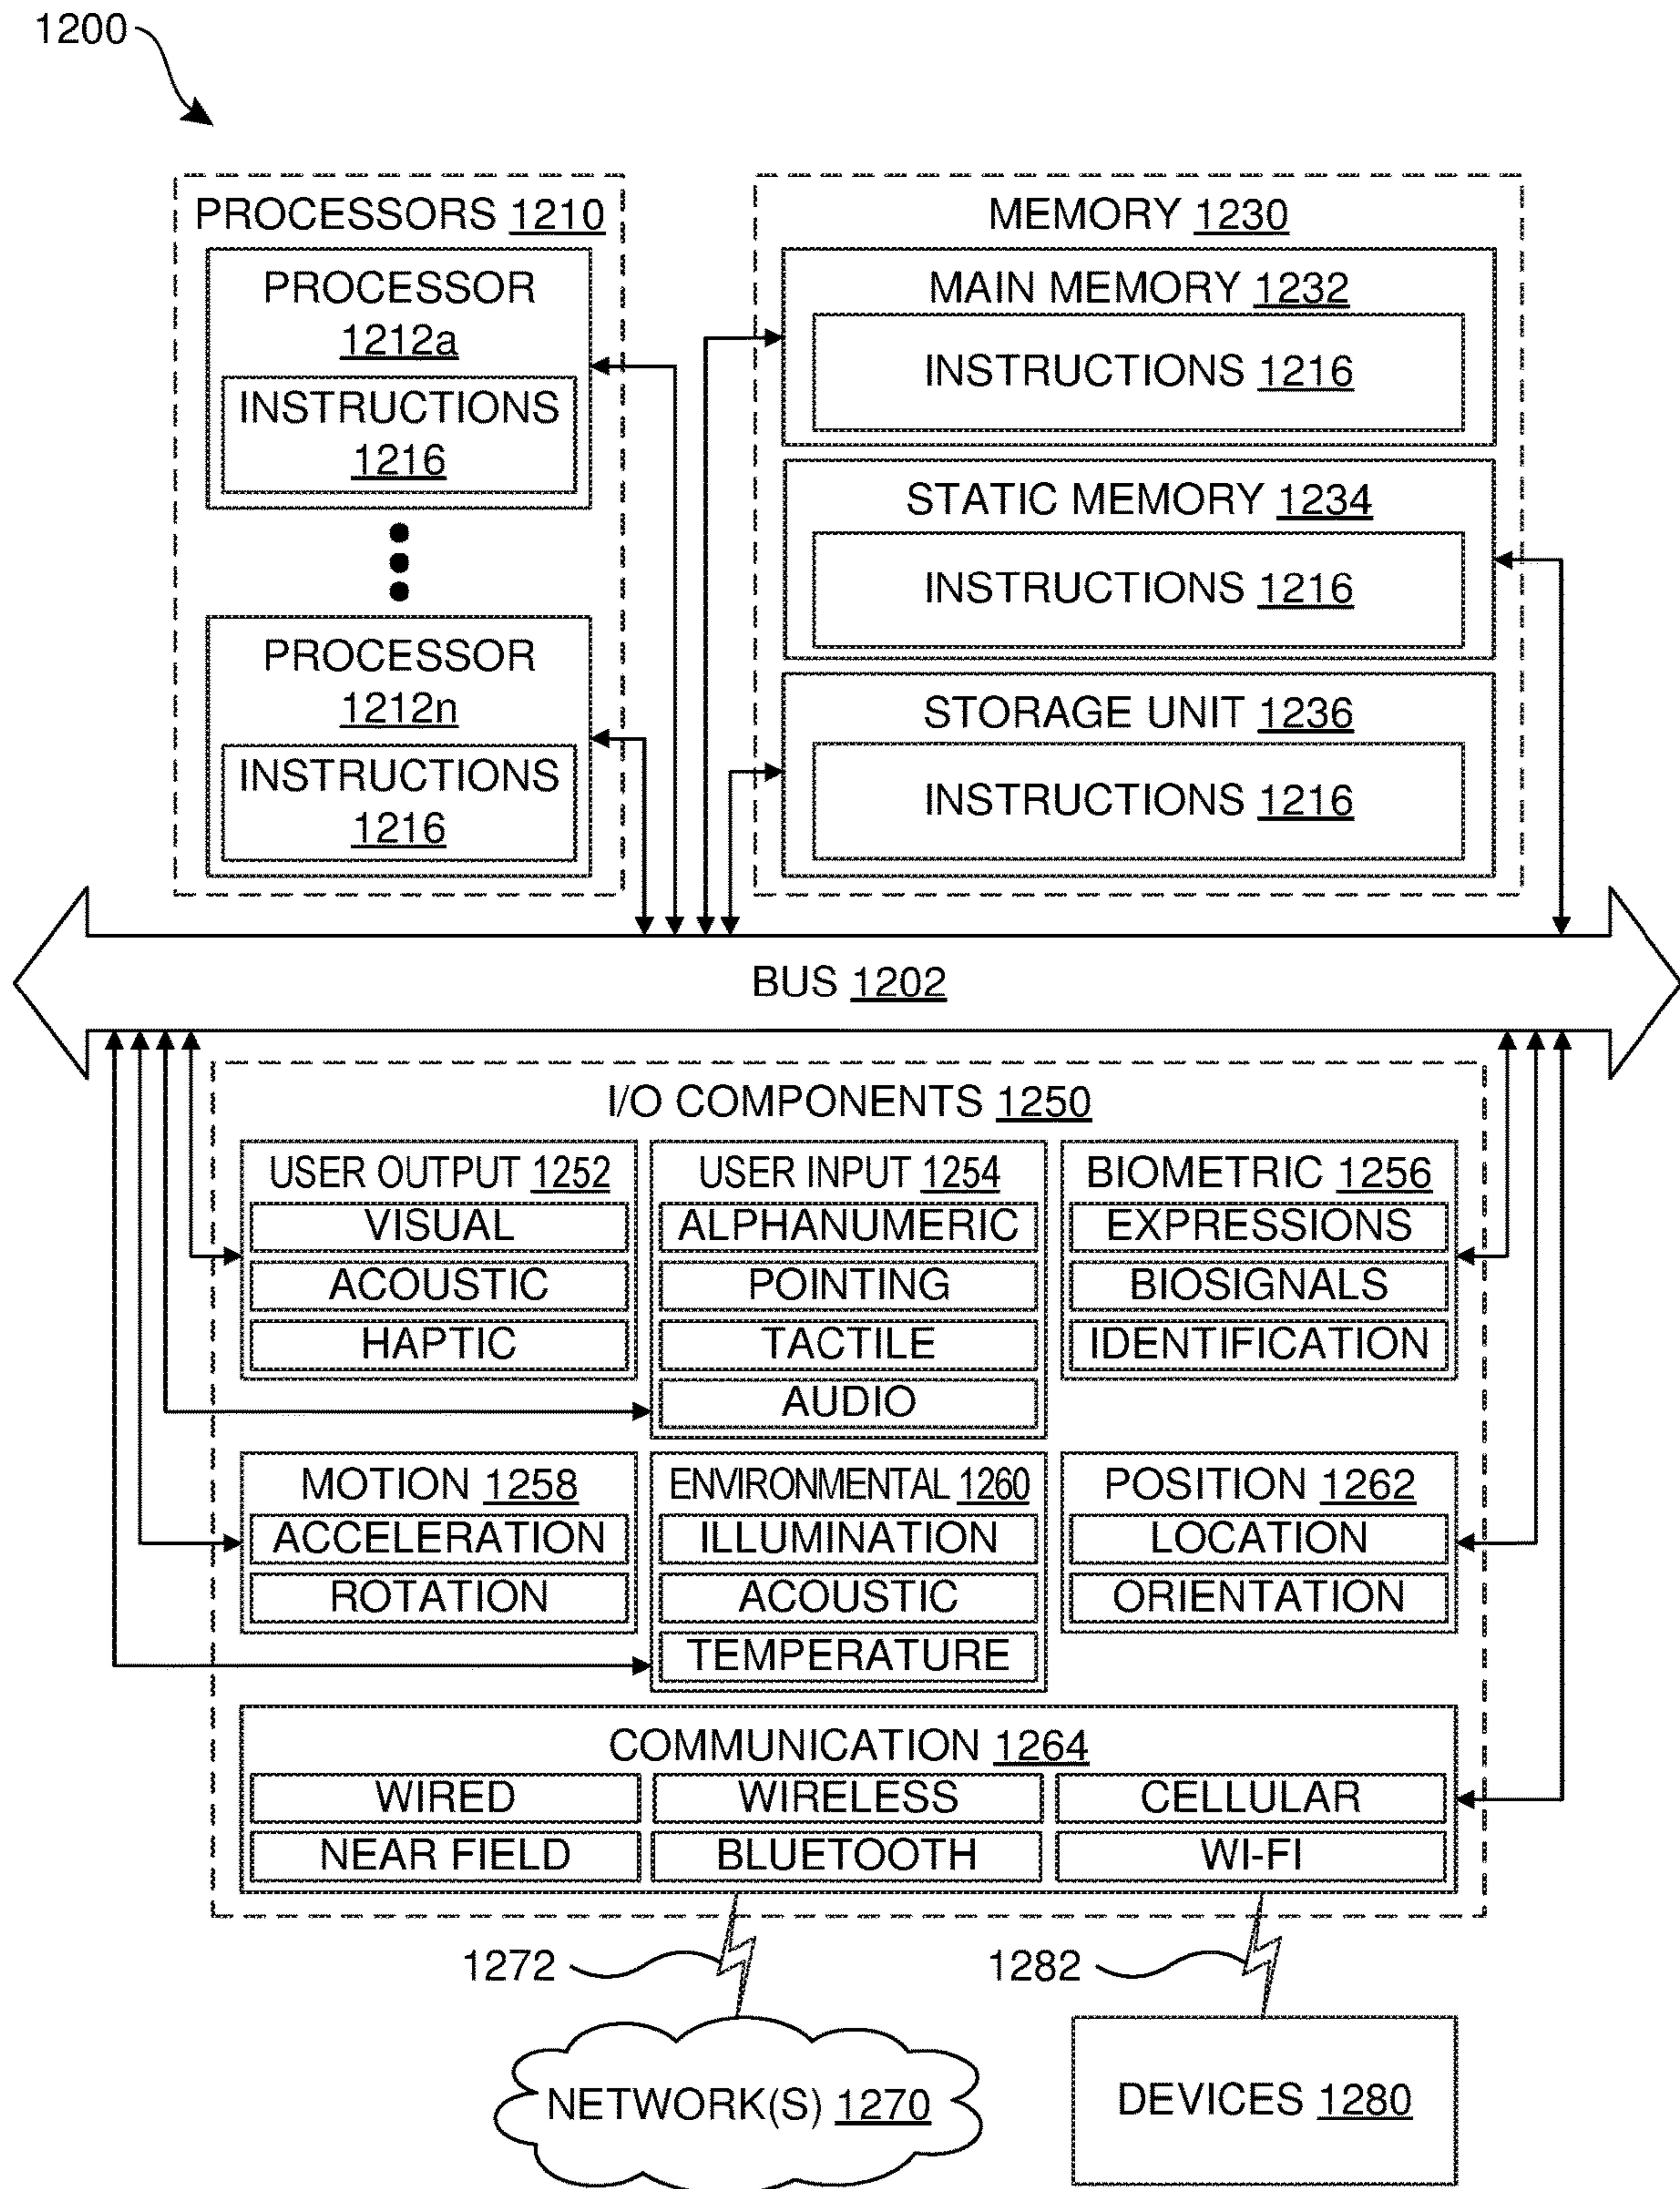 1200
PROCESSORS 1210
PROCESSOR
1212a
INSTRUCTIONS
1216
PROCESSOR
1212n
INSTRUCTIONS
1216
MEMORY 1230
MAIN MEMORY 1232
INSTRUCTIONS 1216
STATIC MEMORY 1234
INSTRUCTIONS 1216
STORAGE UNIT 1236
INSTRUCTIONS 1216
BUS 1202
I/O COMPONENTS 1250
USER OUTPUT 1252
VISUAL
ACOUSTIC
HAPTIC
USER INPUT 1254
ALPHANUMERIC
POINTING
TACTILE
AUDIO
BIOMETRIC 1256
EXPRESSIONS
BIOSIGNALS
IDENTIFICATION
MOTION 1258
ACCELERATION
ROTATION
ENVIRONMENTAL 1260
ILLUMINATION
ACOUSTIC
TEMPERATURE
POSITION 1262
LOCATION
ORIENTATION
COMMUNICATION 1264
WIRED
WIRELESS
CELLULAR
NEAR FIELD
BLUETOOTH
WI-FI
1272
1282
NETWORK(S) 1270
DEVICES 1280